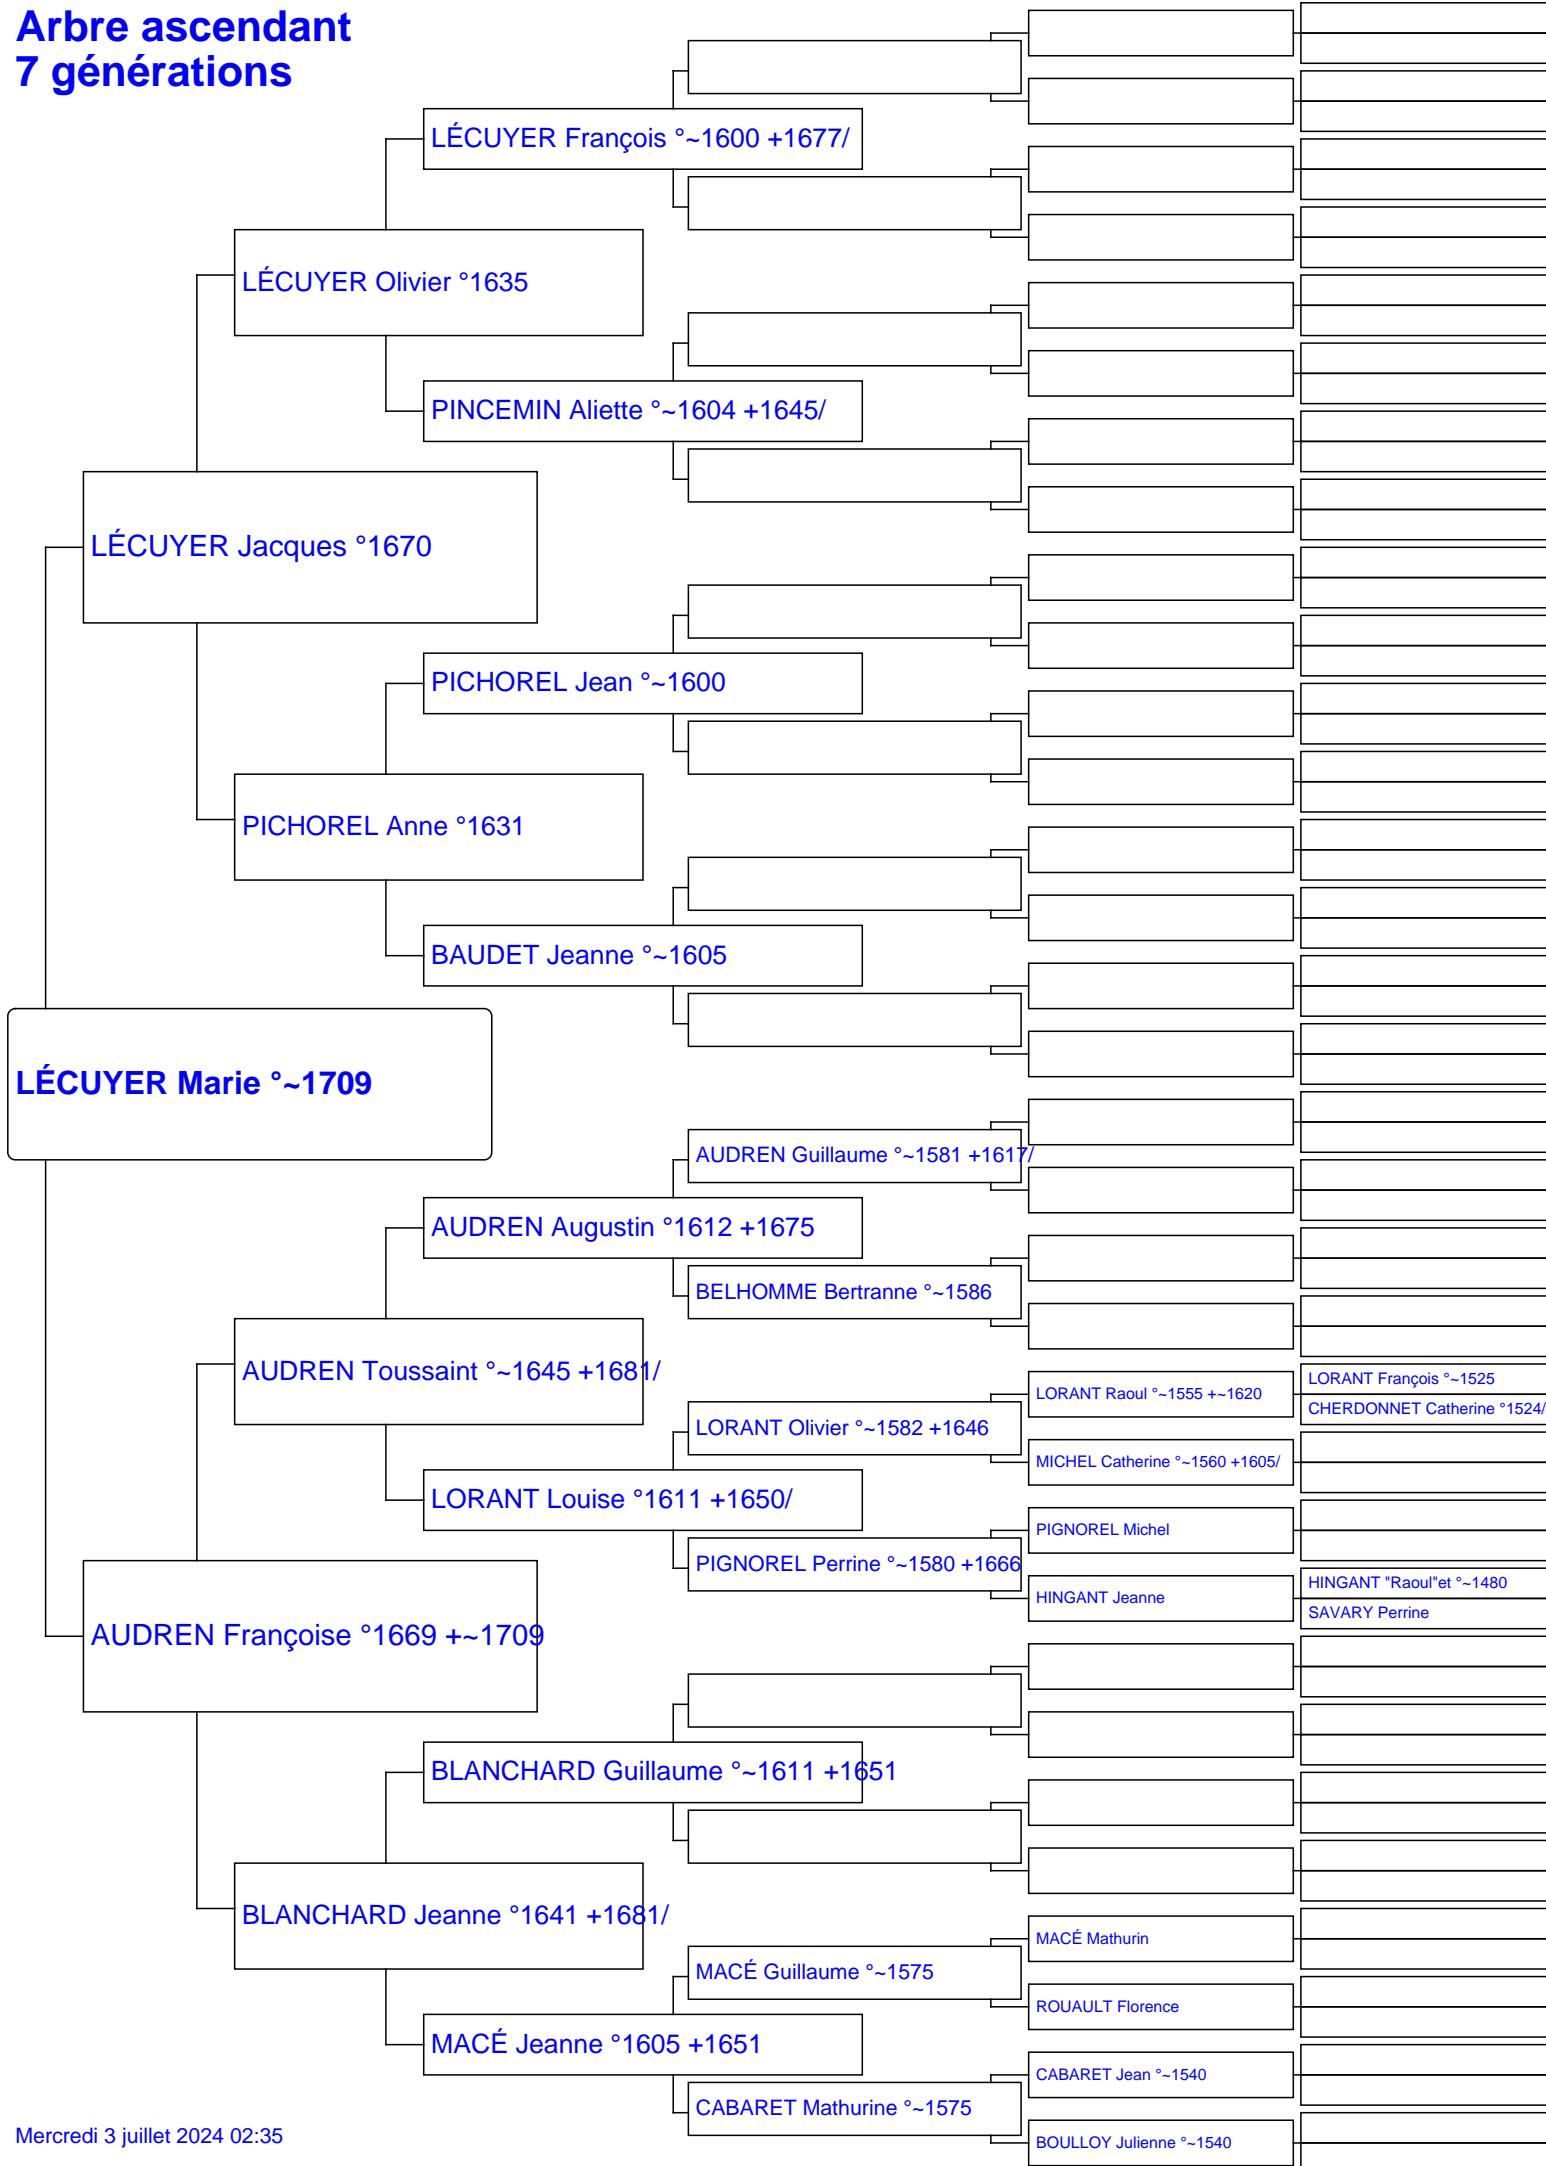 Arbre ascendant
7 générations
LÉCUYER François °~1600 +1677/
LÉCUYER Olivier °1635
PINCEMIN Aliette °~1604 +1645/
LÉCUYER Jacques °1670
PICHOREL Jean °~1600
PICHOREL Anne °1631
BAUDET Jeanne °~1605
LÉCUYER Marie °~1709
AUDREN Guillaume °~1581 +1617/
AUDREN Augustin °1612 +1675
BELHOMME Bertranne °~1586
AUDREN Toussaint °~1645 +1681/
LORANT François °~1525
LORANT Raoul °~1555 +~1620
CHERDONNET Catherine °1524/
LORANT Olivier °~1582 +1646
MICHEL Catherine °~1560 +1605/
LORANT Louise °1611 +1650/
PIGNOREL Michel
PIGNOREL Perrine °~1580 +1666
HINGANT "Raoul"et °~1480
HINGANT Jeanne
SAVARY Perrine
AUDREN Françoise °1669 +~1709
BLANCHARD Guillaume °~1611 +1651
BLANCHARD Jeanne °1641 +1681/
MACÉ Mathurin
MACÉ Guillaume °~1575
ROUAULT Florence
MACÉ Jeanne °1605 +1651
CABARET Jean °~1540
CABARET Mathurine °~1575
BOULLOY Julienne °~1540
Mercredi 3 juillet 2024 02:35